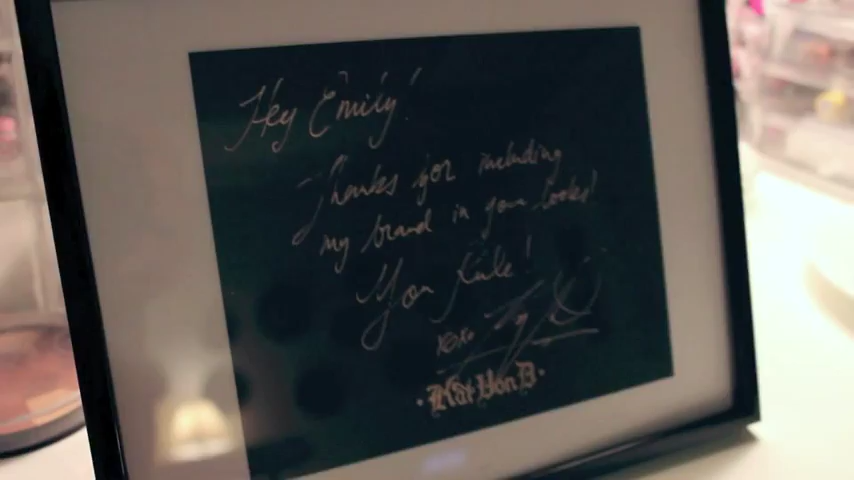 Hey Emily!
Thanks for including
my brand in your looks!
You Rule!
xoxo
·Kat Von D·